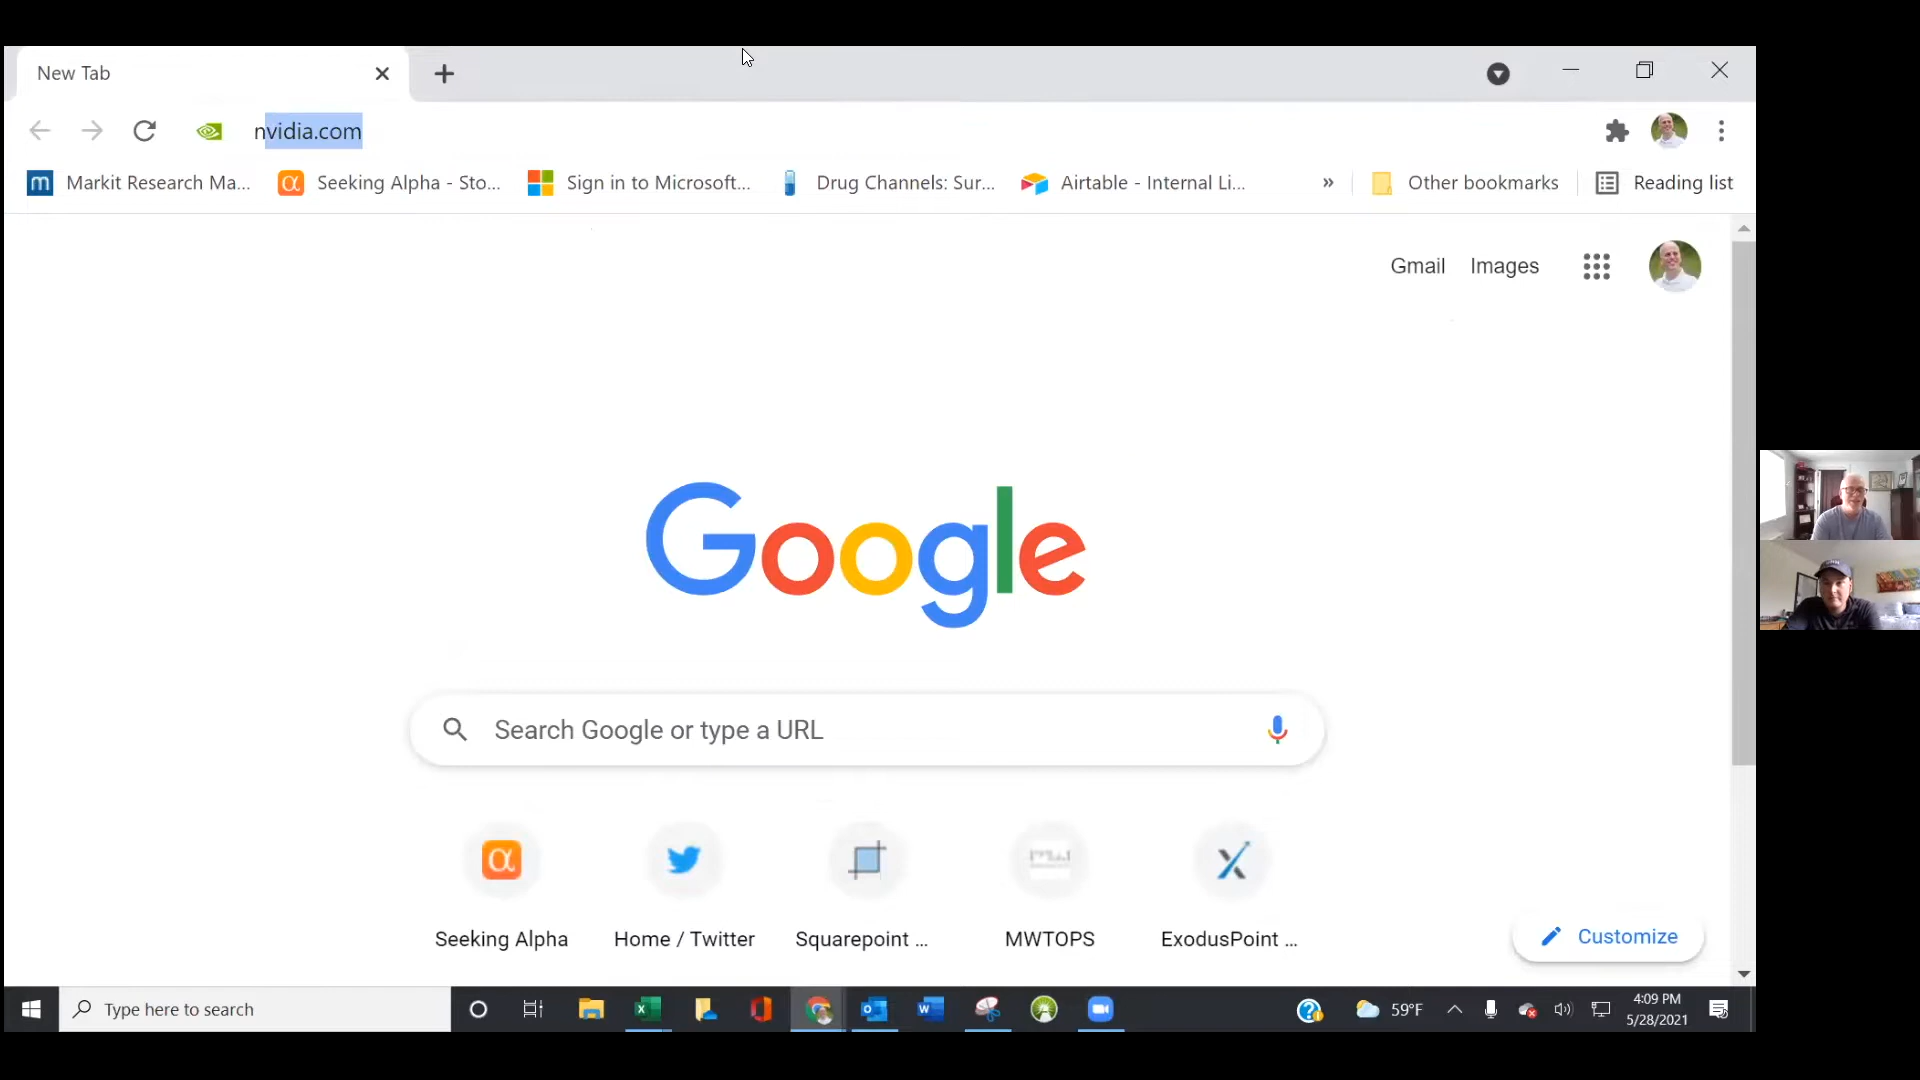 New Tab
nvidia.com
Markit Research Ma...
Seeking Alpha - Sto...
Sign in to Microsoft...
Drug Channels: Sur...
Airtable - Internal Li...
»
Other bookmarks
Reading list
Gmail
Images
Google
Search Google or type a URL
Seeking Alpha
Home / Twitter
Squarepoint ...
MWTOPS
ExodusPoint ...
Customize
Type here to search
59°F
4:09 PM
5/28/2021